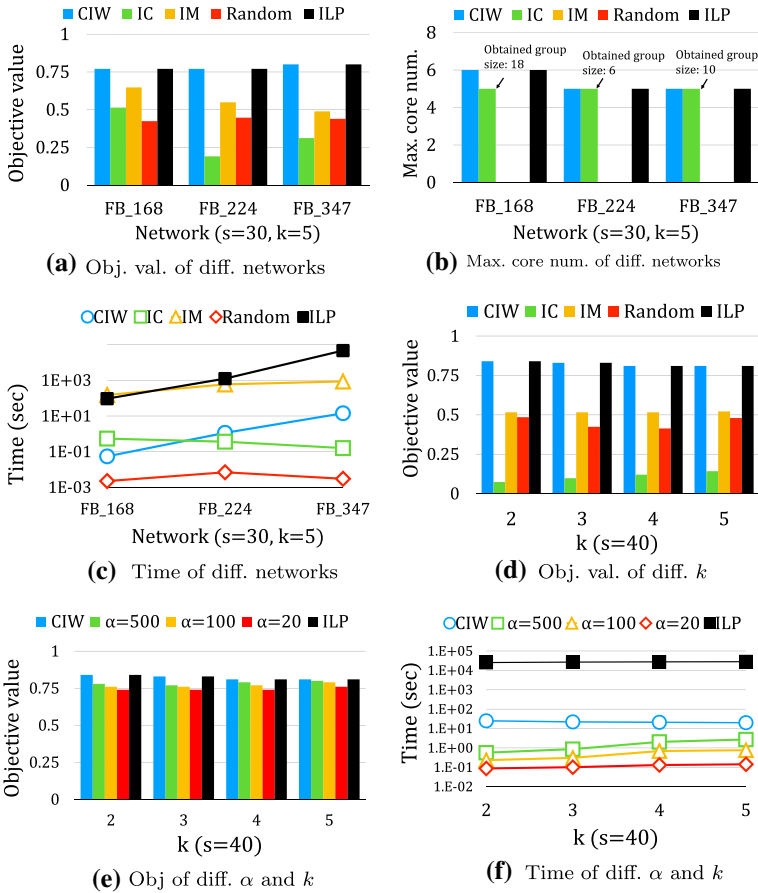 CIW IC IM Random ILP
Objective value
1
0.75
0.5
0.25
0
FB_168 FB_224 FB_347
Network (s=30, k=5)
(a) Obj. val. of diff. networks
CIW IC IM Random ILP
Max. core num.
8
6
4
2
0
Obtained group
size: 18
Obtained group
size: 6
Obtained group
size: 10
FB_168 FB_224 FB_347
Network (s=30, k=5)
(b) Max. core num. of diff. networks
CIW IC IM Random ILP
Time (sec)
1E+03
1E+01
1E-01
1E-03
FB_168 FB_224 FB_347
Network (s=30, k=5)
(c) Time of diff. networks
CIW IC IM Random ILP
Objective value
1
0.75
0.5
0.25
0
2 3 4 5
k (s=40)
(d) Obj. val. of diff. k
CIW α=500 α=100 α=20 ILP
Objective value
1
0.75
0.5
0.25
0
2 3 4 5
k (s=40)
(e) Obj of diff. α and k
CIW α=500 α=100 α=20 ILP
Time (sec)
1.E+05
1.E+04
1.E+03
1.E+02
1.E+01
1.E+00
1.E-01
1.E-02
2 3 4 5
k (s=40)
(f) Time of diff. α and k